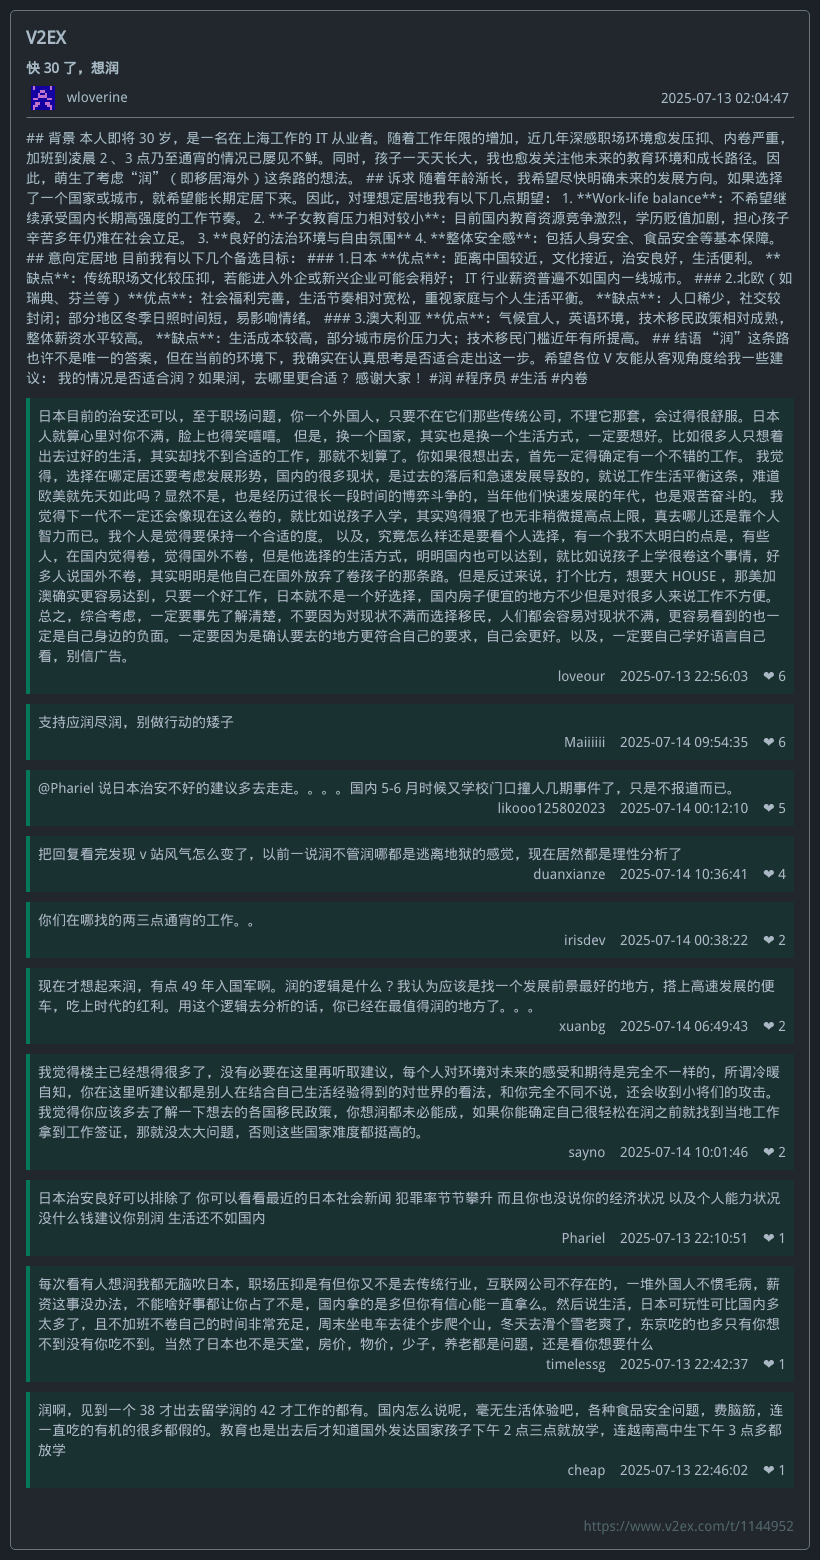 V2EX
快 30 了，想润
wloverine 2025-07-13 02:04:47
## 背景 本人即将 30 岁，是一名在上海工作的 IT 从业者。随着工作年限的增加，近几年深感职场环境愈发压抑、内卷严重，
加班到凌晨 2 、3 点乃至通宵的情况已屡见不鲜。同时，孩子一天天长大，我也愈发关注他未来的教育环境和成长路径。因
此，萌生了考虑“润”（ 即移居海外）这条路的想法。 ## 诉求 随着年龄渐长，我希望尽快明确未来的发展方向。如果选择
了一个国家或城市，就希望能长期定居下来。因此，对理想定居地我有以下几点期望： 1. **Work-life balance**：不希望继
续承受国内长期高强度的工作节奏。 2. **子女教育压力相对较小**：目前国内教育资源竞争激烈，学历贬值加剧，担心孩子
辛苦多年仍难在社会立足。 3. **良好的法治环境与自由氛围** 4. **整体安全感**：包括人身安全、食品安全等基本保障。
## 意向定居地 目前我有以下几个备选目标： ### 1.日本 **优点**：距离中国较近，文化接近，治安良好，生活便利。 **
缺点**：传统职场文化较压抑，若能进入外企或新兴企业可能会稍好； IT 行业薪资普遍不如国内一线城市。 ### 2.北欧（ 如
瑞典、芬兰等 ） **优点**：社会福利完善，生活节奏相对宽松，重视家庭与个人生活平衡。 **缺点**：人口稀少，社交较
封闭；部分地区冬季日照时间短，易影响情绪。 ### 3.澳大利亚 **优点**：气候宜人，英语环境，技术移民政策相对成熟，
整体薪资水平较高。 **缺点**：生活成本较高，部分城市房价压力大；技术移民门槛近年有所提高。 ## 结语 “润”这条路
也许不是唯一的答案，但在当前的环境下，我确实在认真思考是否适合走出这一步。希望各位 V 友能从客观角度给我一些建
议： 我的情况是否适合润？如果润，去哪里更合适？ 感谢大家！ #润 #程序员 #生活 #内卷
日本目前的治安还可以，至于职场问题，你一个外国人，只要不在它们那些传统公司，不理它那套，会过得很舒服。日本
人就算心里对你不满，脸上也得笑嘻嘻。 但是，换一个国家，其实也是换一个生活方式，一定要想好。比如很多人只想着
出去过好的生活，其实却找不到合适的工作，那就不划算了。你如果很想出去，首先一定得确定有一个不错的工作。 我觉
得，选择在哪定居还要考虑发展形势，国内的很多现状，是过去的落后和急速发展导致的，就说工作生活平衡这条，难道
欧美就先天如此吗？显然不是，也是经历过很长一段时间的博弈斗争的，当年他们快速发展的年代，也是艰苦奋斗的。 我
觉得下一代不一定还会像现在这么卷的，就比如说孩子入学，其实鸡得狠了也无非稍微提高点上限，真去哪儿还是靠个人
智力而已。我个人是觉得要保持一个合适的度。 以及，究竟怎么样还是要看个人选择，有一个我不太明白的点是，有些
人，在国内觉得卷，觉得国外不卷，但是他选择的生活方式，明明国内也可以达到，就比如说孩子上学很卷这个事情，好
多人说国外不卷，其实明明是他自己在国外放弃了卷孩子的那条路。但是反过来说，打个比方，想要大 HOUSE ，那美加
澳确实更容易达到，只要一个好工作，日本就不是一个好选择，国内房子便宜的地方不少但是对很多人来说工作不方便。
总之，综合考虑，一定要事先了解清楚，不要因为对现状不满而选择移民，人们都会容易对现状不满，更容易看到的也一
定是自己身边的负面。一定要因为是确认要去的地方更符合自己的要求，自己会更好。以及，一定要自己学好语言自己
看，别信广告。
loveour 2025-07-13 22:56:03 ❤ 6
支持应润尽润，别做行动的矮子
Maiiiiii 2025-07-14 09:54:35 ❤ 6
@Phariel 说日本治安不好的建议多去走走。。。。国内 5-6 月时候又学校门口撞人几期事件了，只是不报道而已。
likooo125802023 2025-07-14 00:12:10 ❤ 5
把回复看完发现 v 站风气怎么变了，以前一说润不管润哪都是逃离地狱的感觉，现在居然都是理性分析了
duanxianze 2025-07-14 10:36:41 ❤ 4
你们在哪找的两三点通宵的工作。。
irisdev 2025-07-14 00:38:22 ❤ 2
现在才想起来润，有点 49 年入国军啊。润的逻辑是什么？我认为应该是找一个发展前景最好的地方，搭上高速发展的便
车，吃上时代的红利。用这个逻辑去分析的话，你已经在最值得润的地方了。。。
xuanbg 2025-07-14 06:49:43 ❤ 2
我觉得楼主已经想得很多了，没有必要在这里再听取建议，每个人对环境对未来的感受和期待是完全不一样的，所谓冷暖
自知，你在这里听建议都是别人在结合自己生活经验得到的对世界的看法，和你完全不同不说，还会收到小将们的攻击。
我觉得你应该多去了解一下想去的各国移民政策，你想润都未必能成，如果你能确定自己很轻松在润之前就找到当地工作
拿到工作签证，那就没太大问题，否则这些国家难度都挺高的。
sayno 2025-07-14 10:01:46 ❤ 2
日本治安良好可以排除了 你可以看看最近的日本社会新闻 犯罪率节节攀升 而且你也没说你的经济状况 以及个人能力状况
没什么钱建议你别润 生活还不如国内
Phariel 2025-07-13 22:10:51 ❤ 1
每次看有人想润我都无脑吹日本，职场压抑是有但你又不是去传统行业，互联网公司不存在的，一堆外国人不惯毛病，薪
资这事没办法，不能啥好事都让你占了不是，国内拿的是多但你有信心能一直拿么。然后说生活，日本可玩性可比国内多
太多了，且不加班不卷自己的时间非常充足，周末坐电车去徒个步爬个山，冬天去滑个雪老爽了，东京吃的也多只有你想
不到没有你吃不到。当然了日本也不是天堂，房价，物价，少子，养老都是问题，还是看你想要什么
timelessg 2025-07-13 22:42:37 ❤ 1
润啊，见到一个 38 才出去留学润的 42 才工作的都有。国内怎么说呢，毫无生活体验吧，各种食品安全问题，费脑筋，连
一直吃的有机的很多都假的。教育也是出去后才知道国外发达国家孩子下午 2 点三点就放学，连越南高中生下午 3 点多都
放学
cheap 2025-07-13 22:46:02 ❤ 1
https://www.v2ex.com/t/1144952